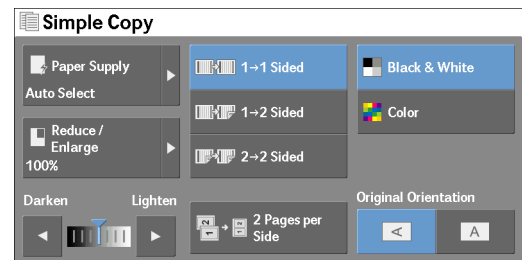 Simple Copy
Paper Supply
Auto Select
Reduce /
Enlarge
100%
Darken
Lighten
1→1 Sided
1→2 Sided
2→2 Sided
2 Pages per
Side
Black & White
Color
Original Orientation
A
A